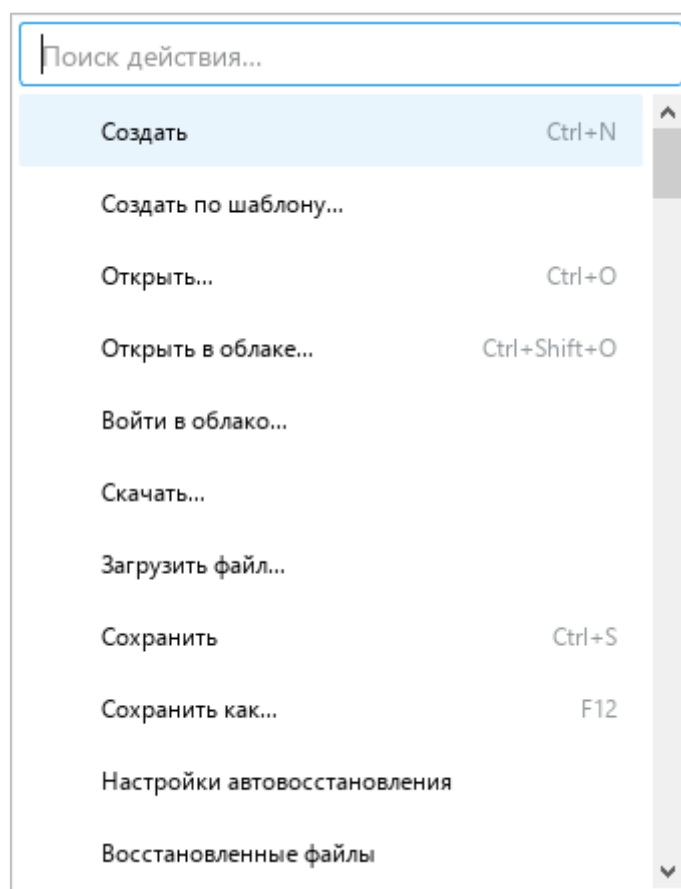 Поиск действия...
Создать Ctrl+N
Создать по шаблону...
Открыть... Ctrl+O
Открыть в облаке... Ctrl+Shift+O
Войти в облако...
Скачать...
Загрузить файл...
Сохранить Ctrl+S
Сохранить как... F12
Настройки автовосстановления
Восстановленные файлы